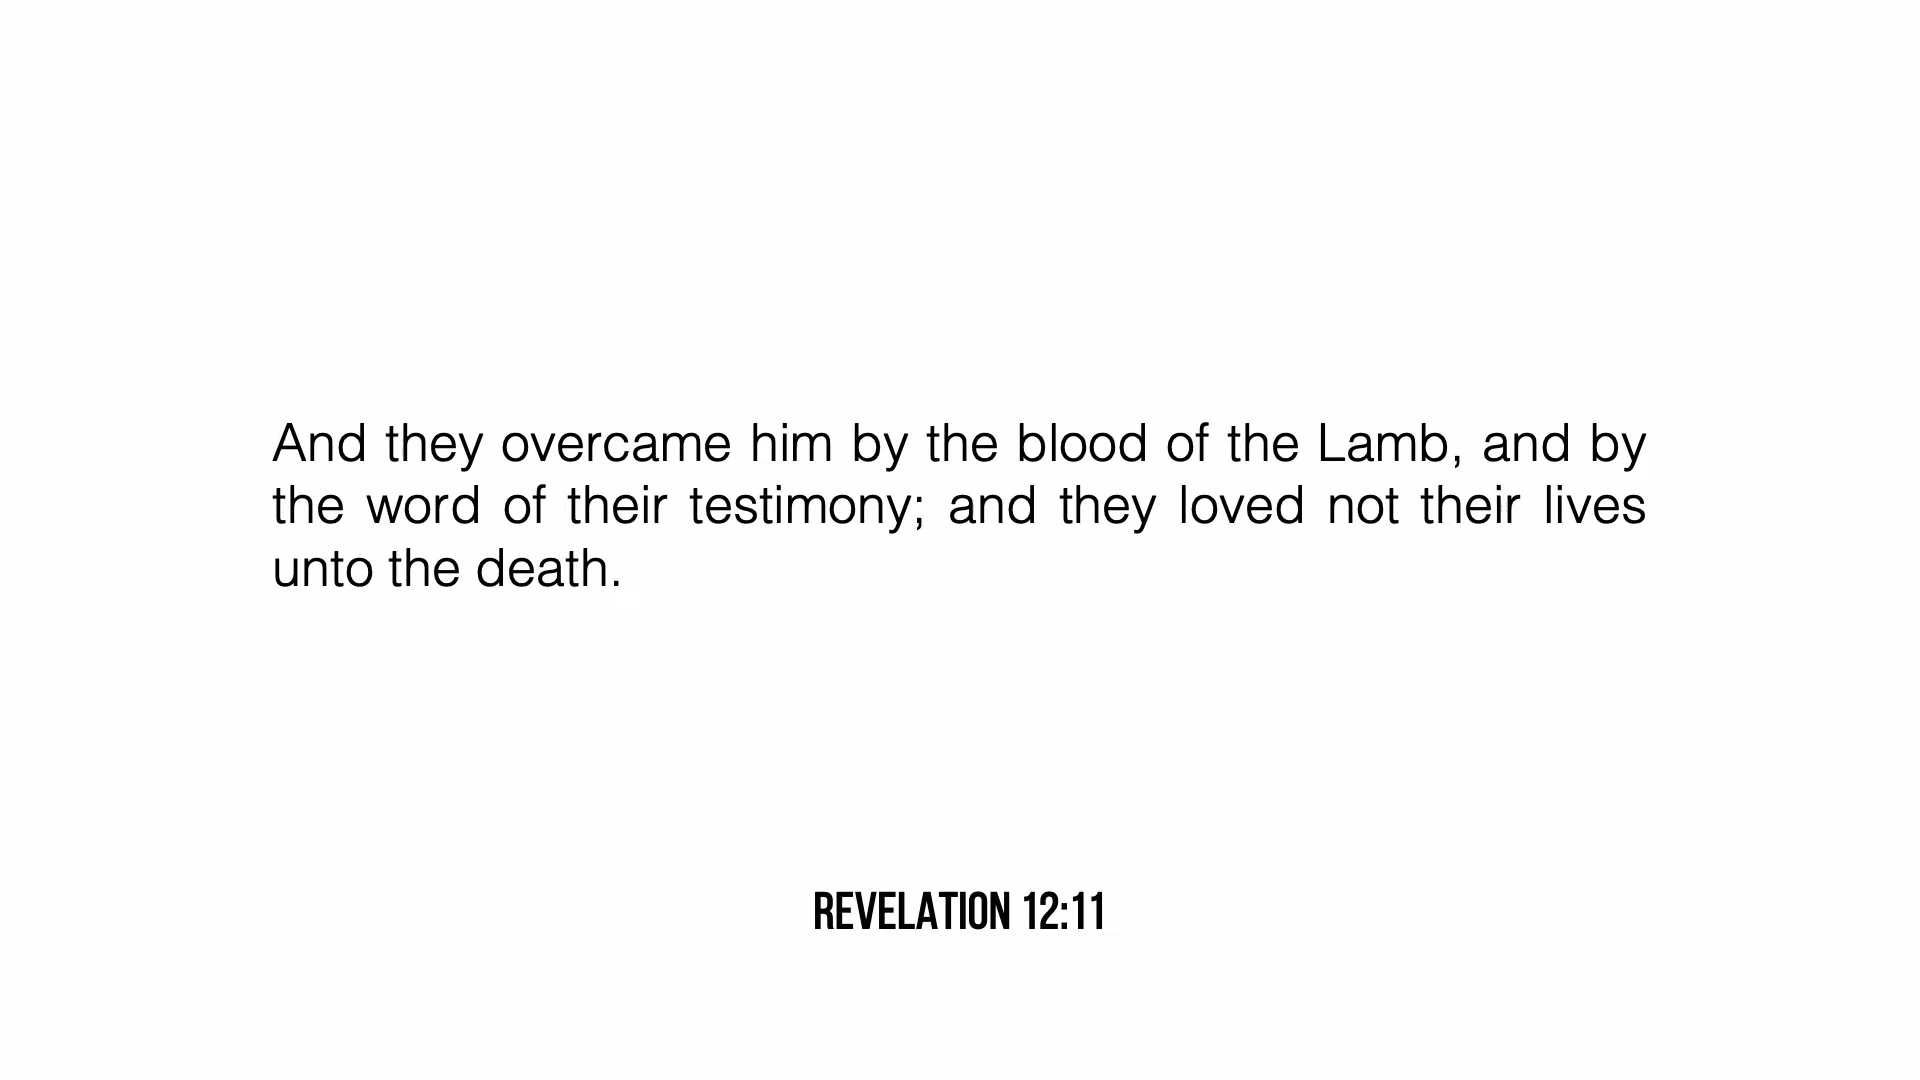 And they overcame him by the blood of the Lamb, and by
the word of their testimony; and they loved not their lives
unto the death.
REVELATION 12:11